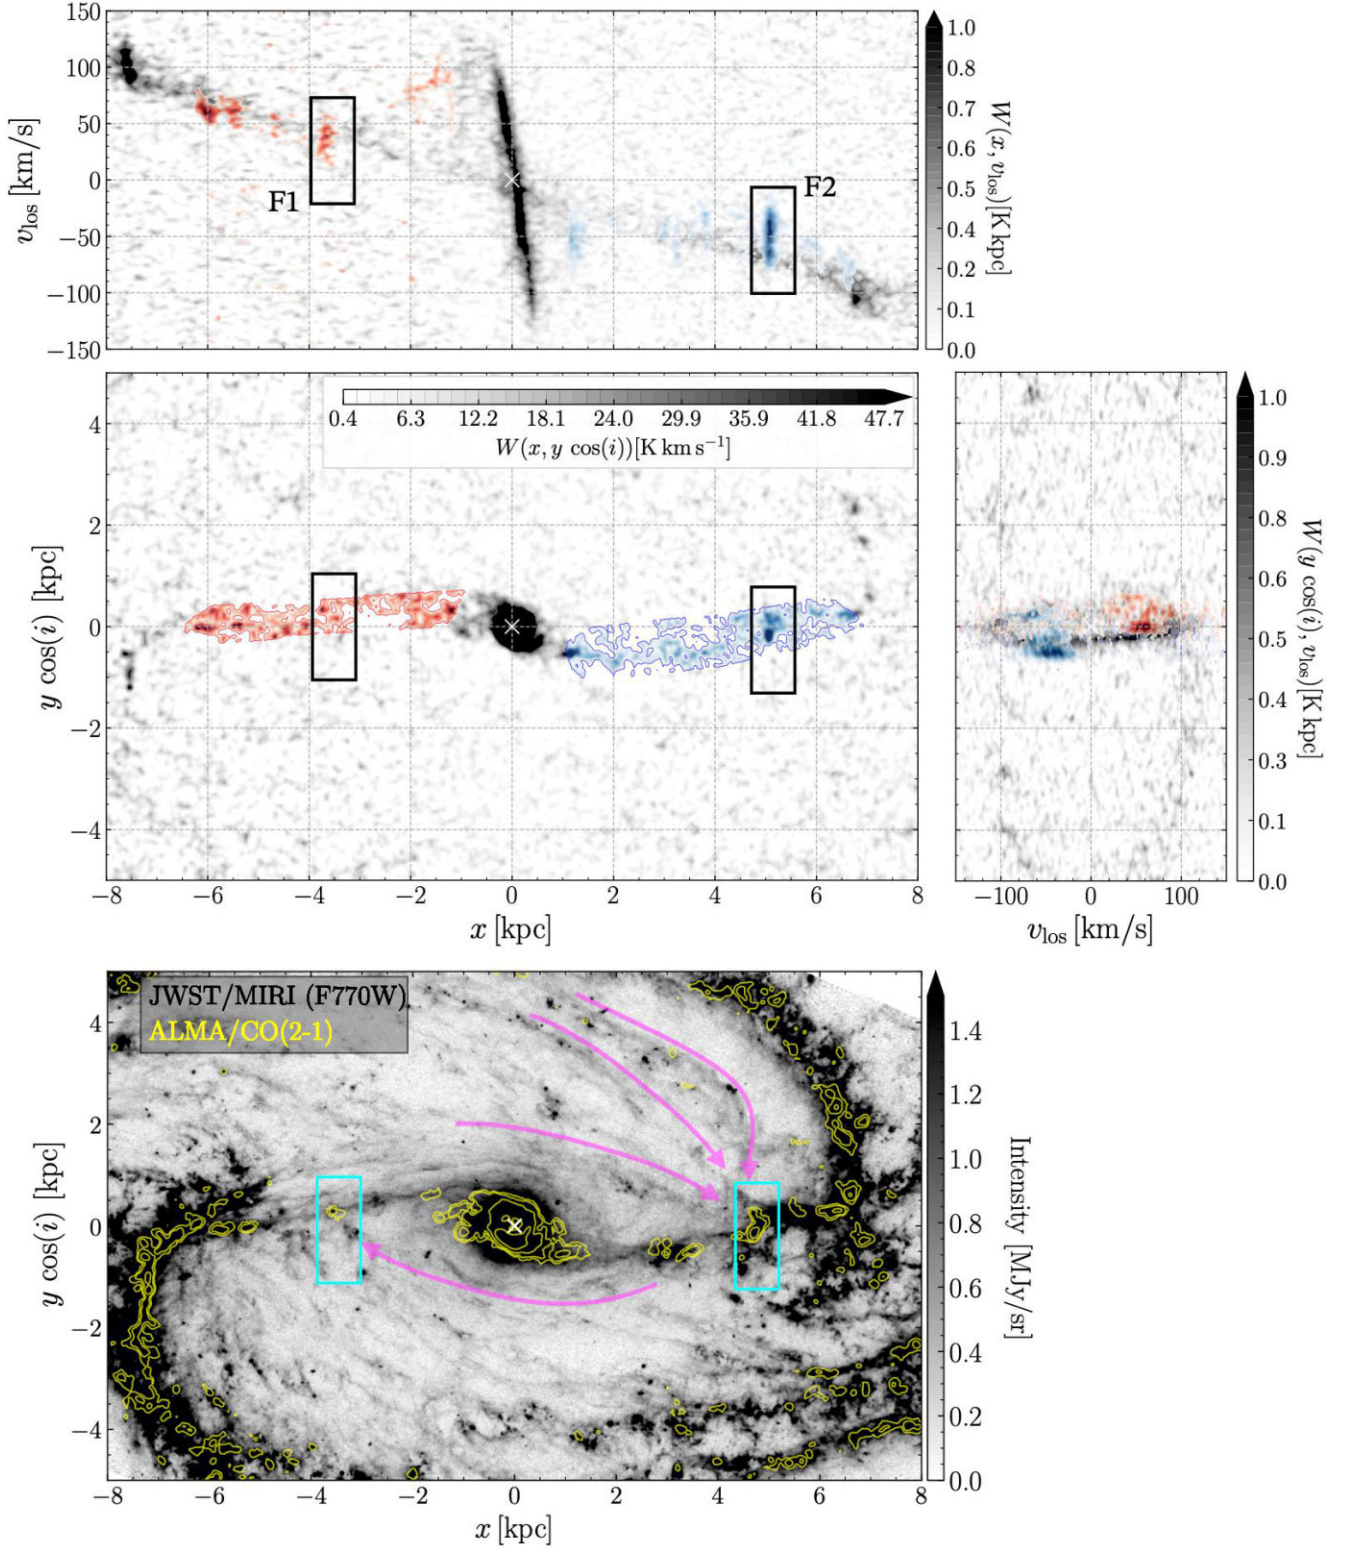 150
100
50
0
−50
−100
−150
v_los [km/s]
F1
F2
1.0
0.8
0.7
0.6
0.5
0.4
0.2
0.1
0.0
W(x, v_los)[K kpc]
0.4 6.3 12.2 18.1 24.0 29.9 35.9 41.8 47.7
W(x, y cos(i))[K km s⁻¹]
4
2
0
−2
−4
y cos(i) [kpc]
−8 −6 −4 −2 0 2 4 6 8
x [kpc]
−100 0 100
v_los [km/s]
1.0
0.9
0.8
0.6
0.5
0.4
0.3
0.1
0.0
W(y cos(i), v_los)[K kpc]
JWST/MIRI (F770W)
ALMA/CO(2-1)
4
2
0
−2
−4
y cos(i) [kpc]
−8 −6 −4 −2 0 2 4 6 8
x [kpc]
1.4
1.2
1.0
0.8
0.6
0.4
0.2
0.0
Intensity [MJy/sr]